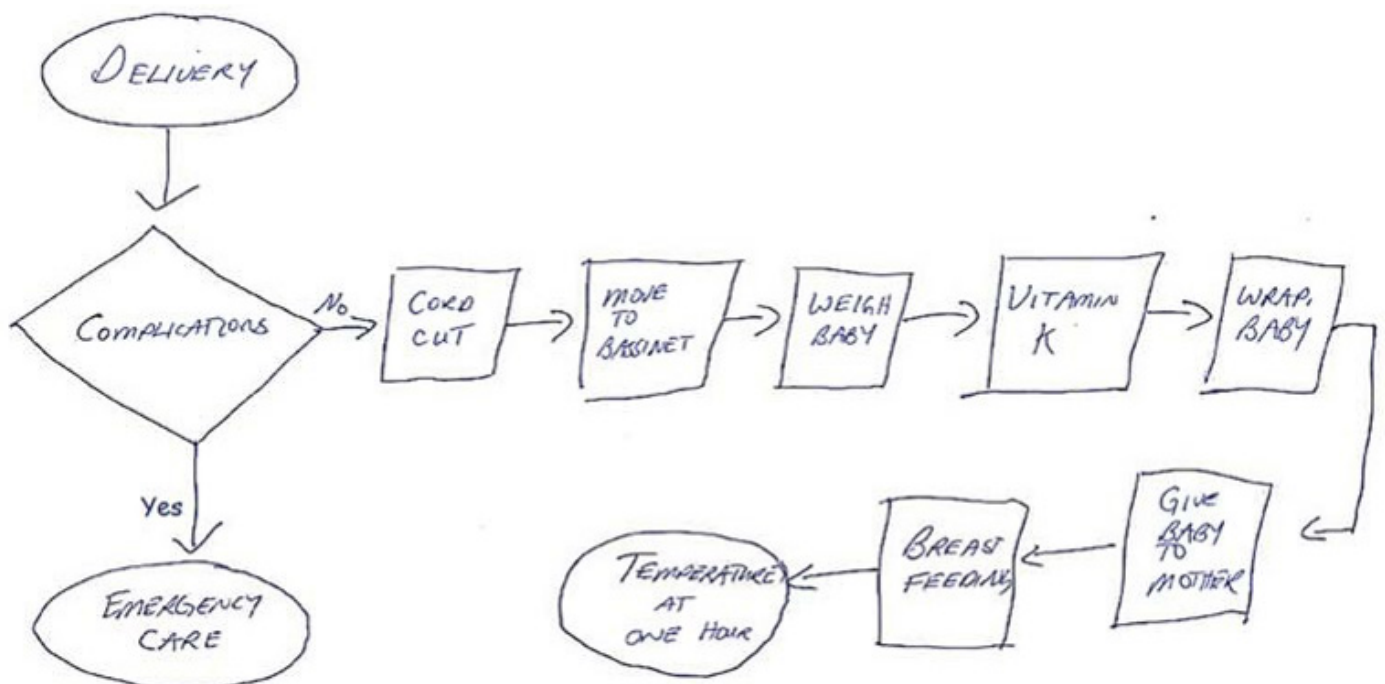 DELIVERY
COMPLICATIONS
No
CORD
CUT
MOVE
TO
BASSINET
WEIGH
BABY
VITAMIN
K
WRAP.
BABY
GIVE
BABY
TO
MOTHER
BREAST
FEEDING
TEMPERATURE
AT
ONE HOUR
Yes
EMERGENCY
CARE